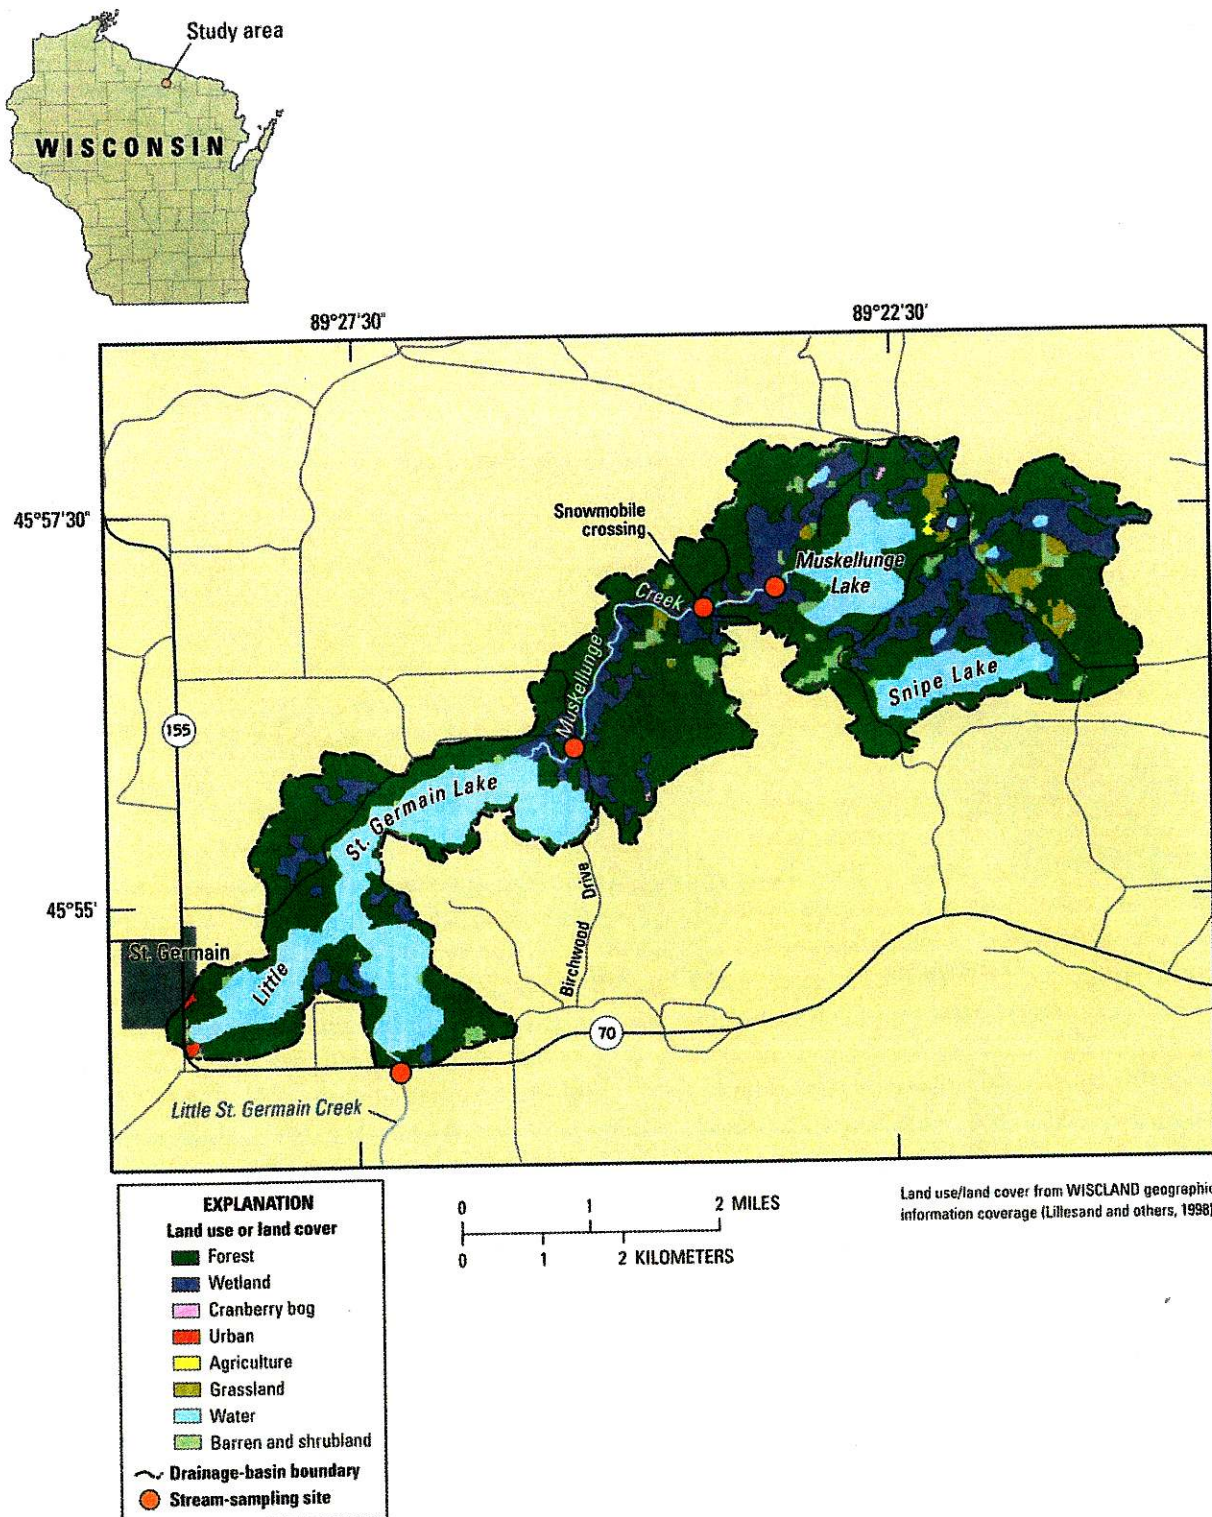 Study area
WISCONSIN
89°27'30"
89°22'30'
45°57'30"
Snowmobile
crossing
Muskellunge
Lake
Creek
Muskellunge
Snipe Lake
155
St. Germain Lake
45°55'
Birchwood Drive
St. Germain
Little
70
Little St. Germain Creek
EXPLANATION
Land use or land cover
Forest
Wetland
Cranberry bog
Urban
Agriculture
Grassland
Water
Barren and shrubland
Drainage-basin boundary
Stream-sampling site
0 1 2 MILES
0 1 2 KILOMETERS
Land use/land cover from WISCLAND geographic
information coverage (Lillesand and others, 1998)